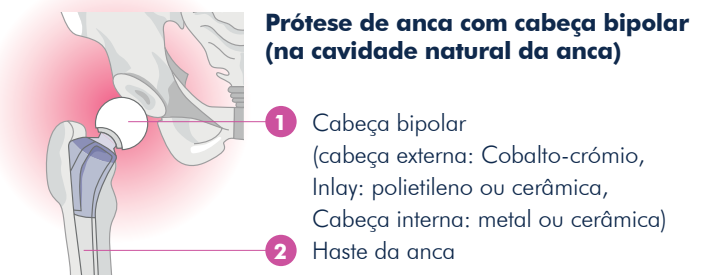 Prótese de anca com cabeça bipolar
(na cavidade natural da anca)
1 Cabeça bipolar
(cabeça externa: Cobalto-crómio,
Inlay: polietileno ou cerâmica,
Cabeça interna: metal ou cerâmica)
2 Haste da anca